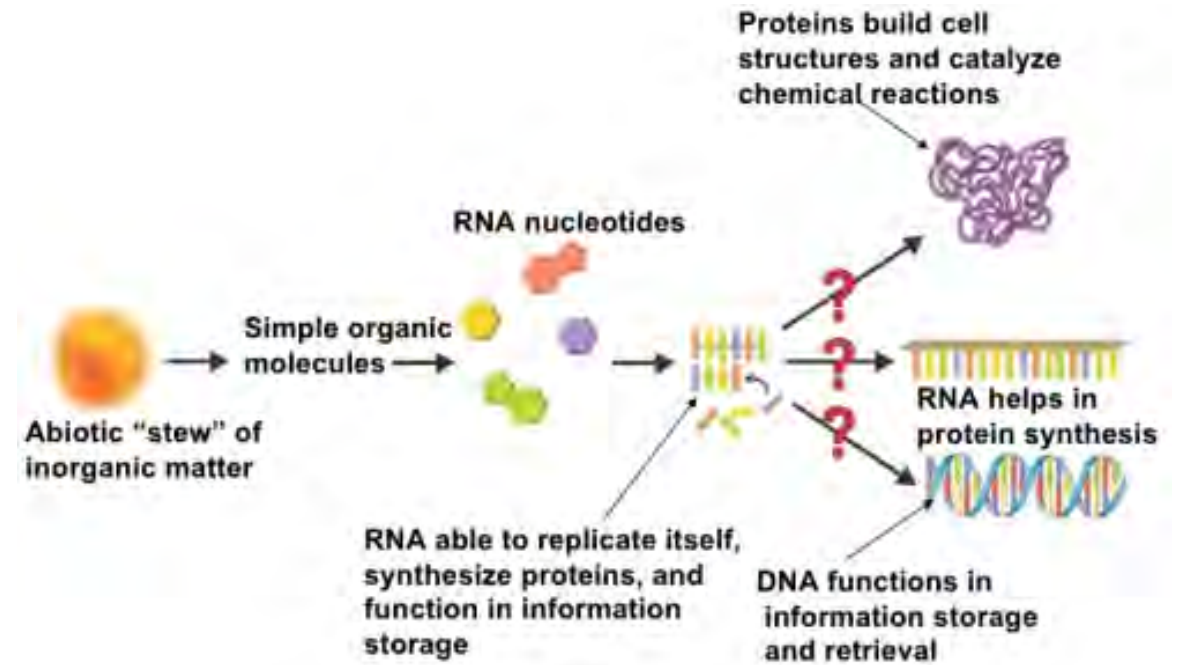 Proteins build cell
structures and catalyze
chemical reactions
RNA nucleotides
Simple organic
molecules
Abiotic “stew” of
inorganic matter
?
?
?
RNA helps in
protein synthesis
RNA able to replicate itself,
synthesize proteins, and
function in information
storage
DNA functions in
information storage
and retrieval